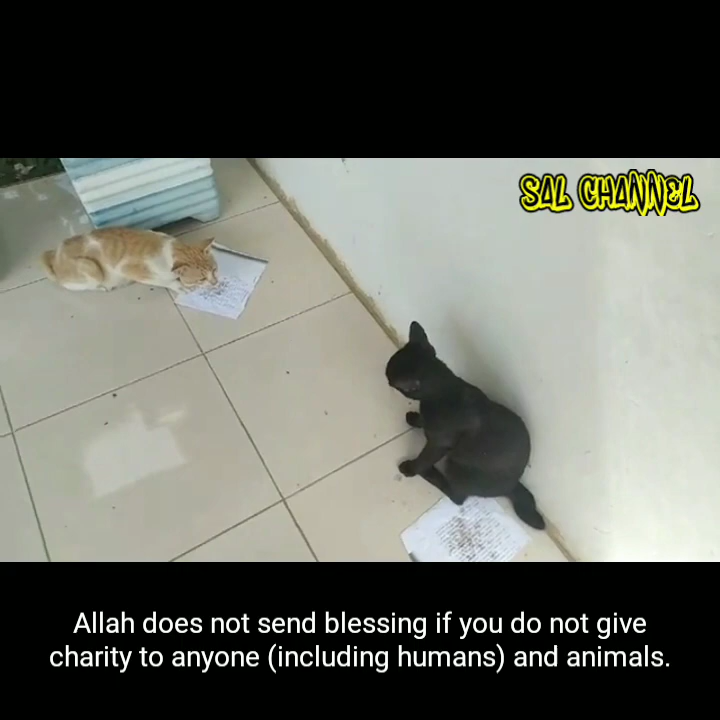 SAL CHANNEL
Allah does not send blessing if you do not give
charity to anyone (including humans) and animals.